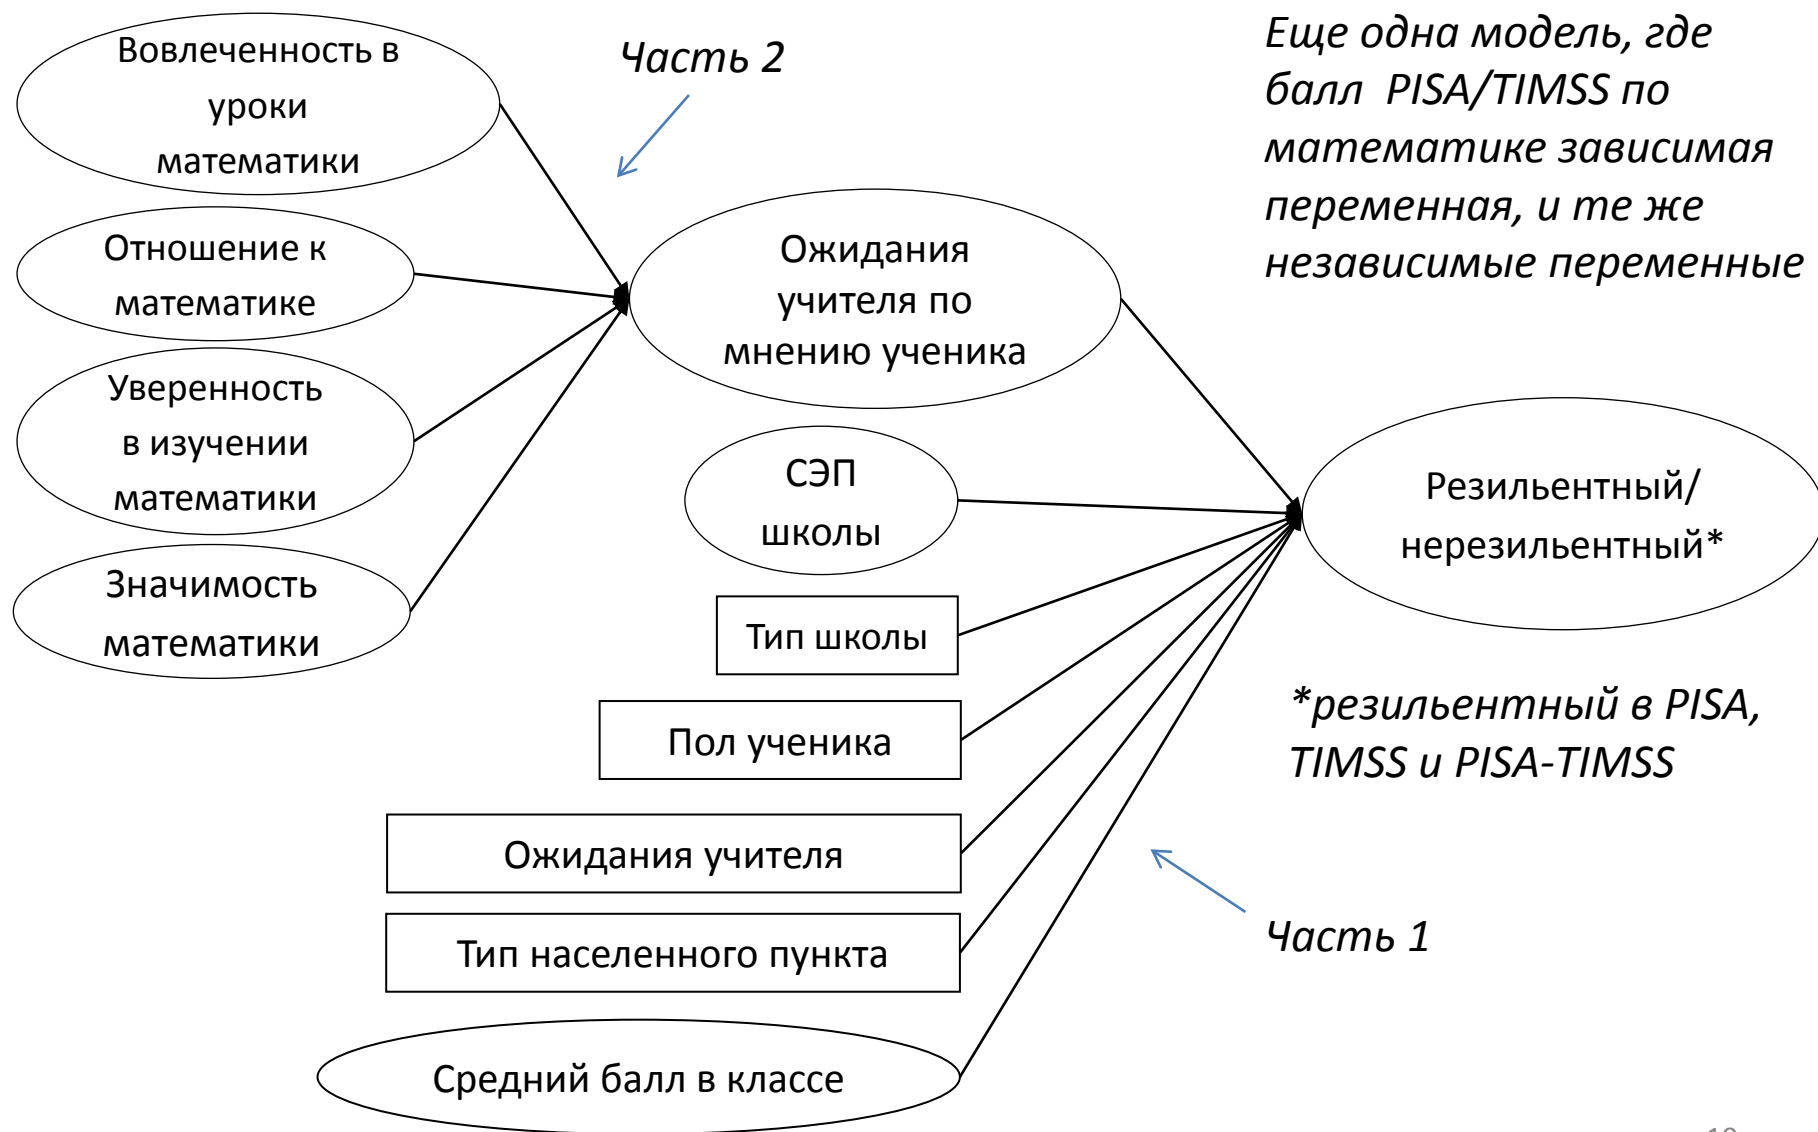 Вовлеченность в
уроки
математики
Часть 2
Еще одна модель, где
балл PISA/TIMSS по
математике зависимая
переменная, и те же
независимые переменные
Отношение к
математике
Ожидания
учителя по
мнению ученика
Уверенность
в изучении
математики
СЭП
школы
Резильентный/
нерезильентный*
Значимость
математики
Тип школы
Пол ученика
*резильентный в PISA,
TIMSS и PISA-TIMSS
Ожидания учителя
Тип населенного пункта
Часть 1
Средний балл в классе